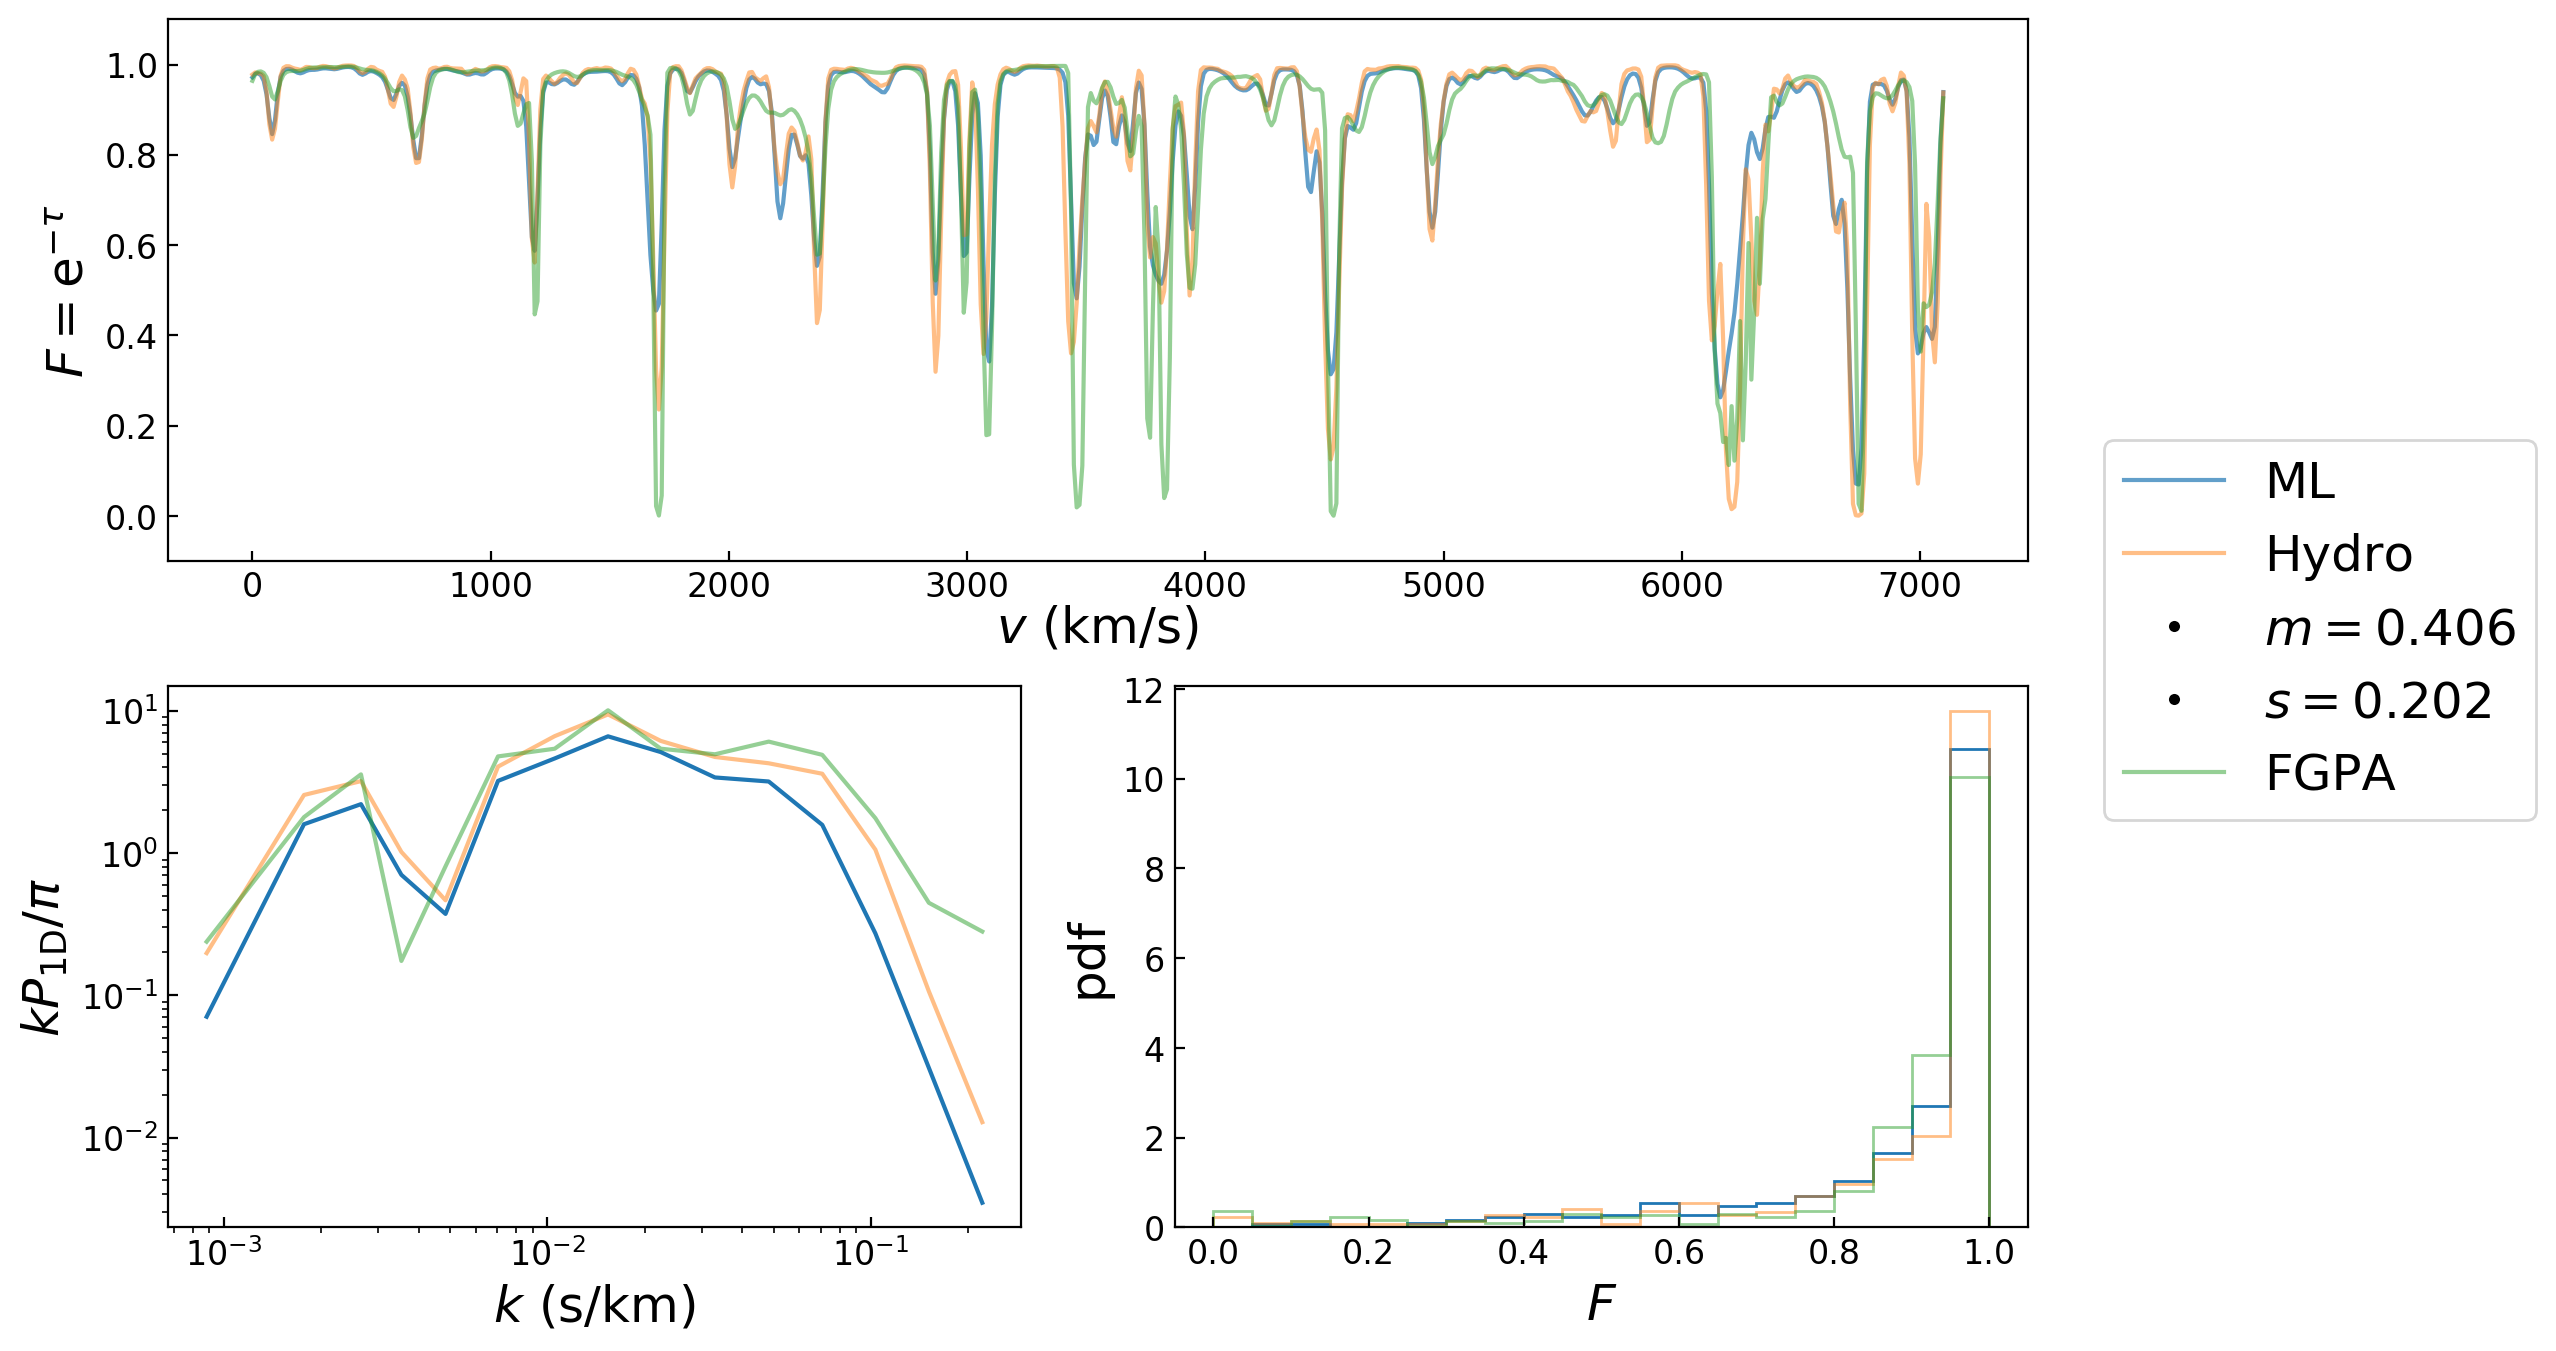 F = e^{−τ}
1.0
0.8
0.6
0.4
0.2
0.0
0 1000 2000 3000 4000 5000 6000 7000
v (km/s)
ML
Hydro
m = 0.406
s = 0.202
FGPA
kP_{1D}/π
10^{1}
10^{0}
10^{−1}
10^{−2}
10^{−3} 10^{−2} 10^{−1}
k (s/km)
pdf
12
10
8
6
4
2
0
0.0 0.2 0.4 0.6 0.8 1.0
F